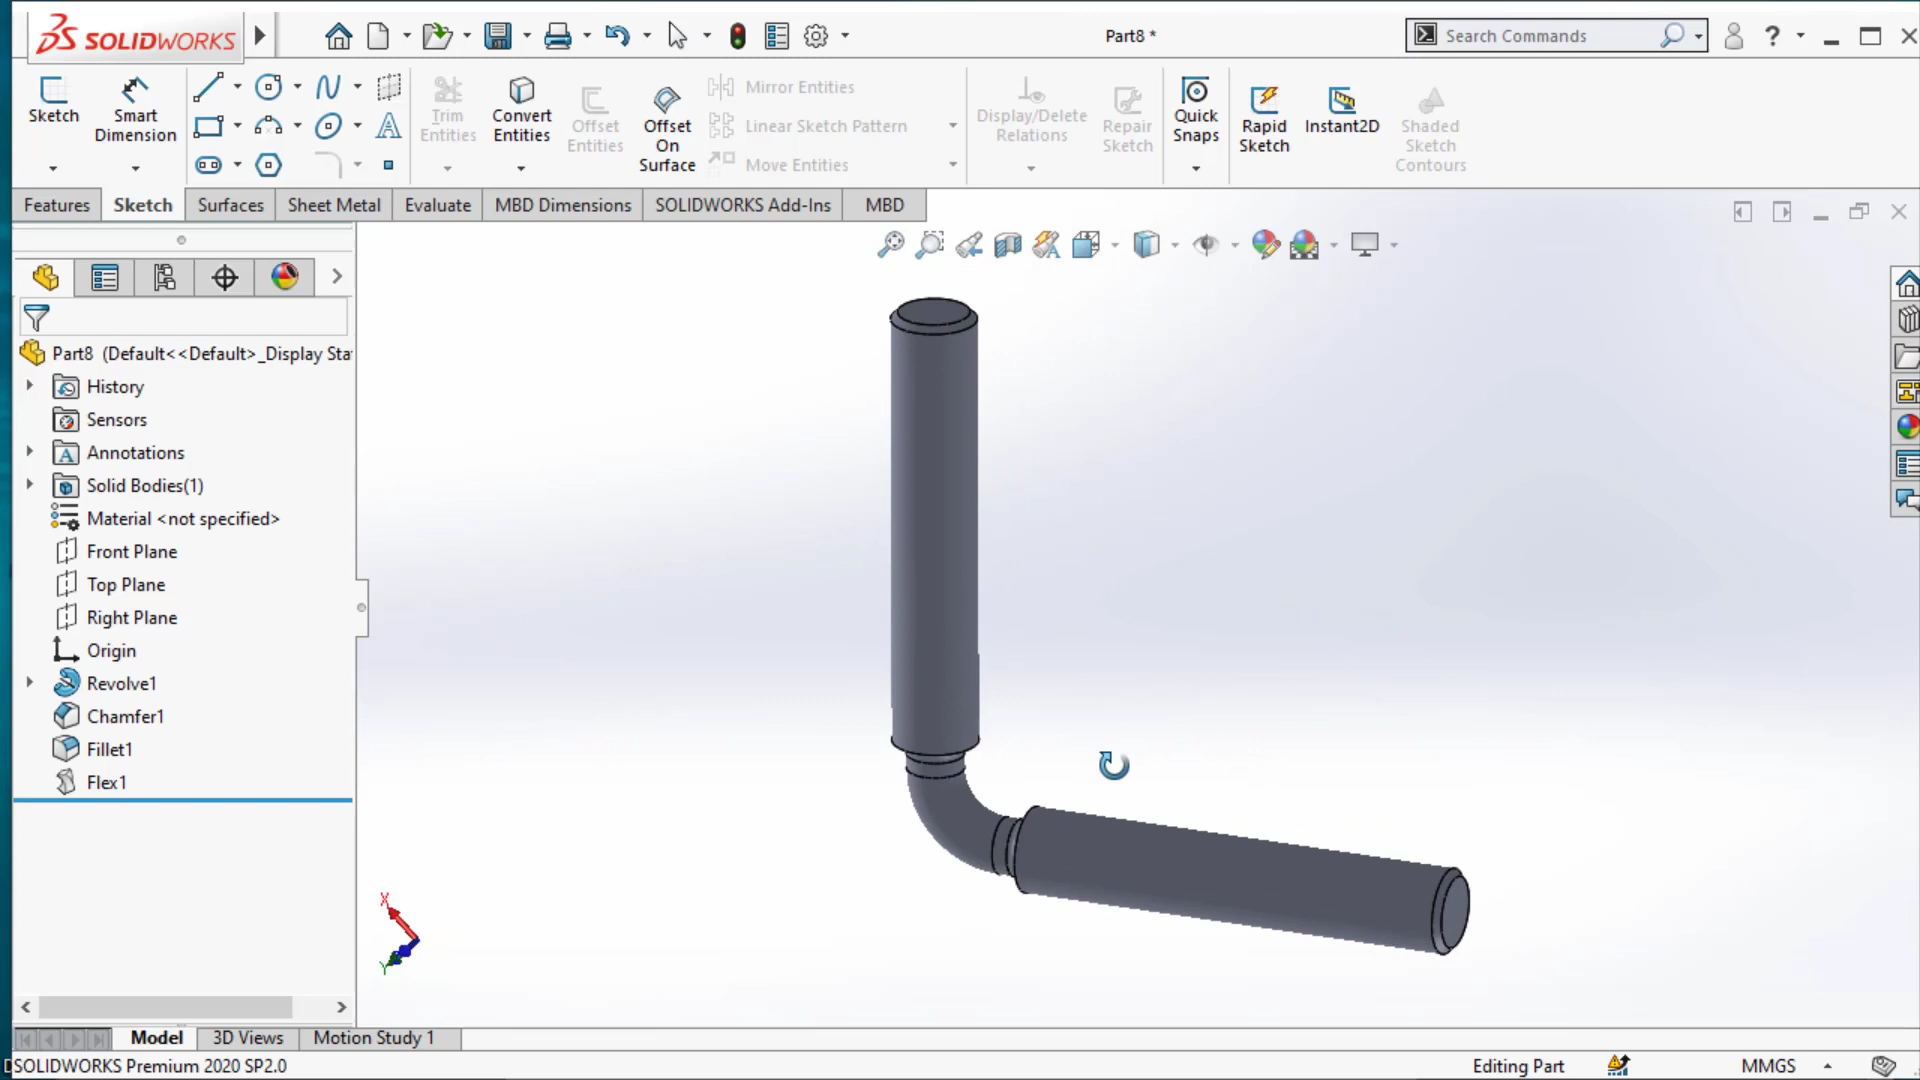 SOLIDWORKS
Part8 *
Search Commands
?
Sketch
Smart Dimension
Trim Entities
Convert Entities
Offset Entities
Offset On Surface
Mirror Entities
Linear Sketch Pattern
Move Entities
Display/Delete Relations
Repair Sketch
Quick Snaps
Rapid Sketch
Instant2D
Shaded Sketch Contours
Features
Sketch
Surfaces
Sheet Metal
Evaluate
MBD Dimensions
SOLIDWORKS Add-Ins
MBD
Part8 (Default<<Default>_Display Sta
History
Sensors
Annotations
Solid Bodies(1)
Material <not specified>
Front Plane
Top Plane
Right Plane
Origin
Revolve1
Chamfer1
Fillet1
Flex1
X
Y
Model
3D Views
Motion Study 1
SOLIDWORKS Premium 2020 SP2.0
Editing Part
MMGS